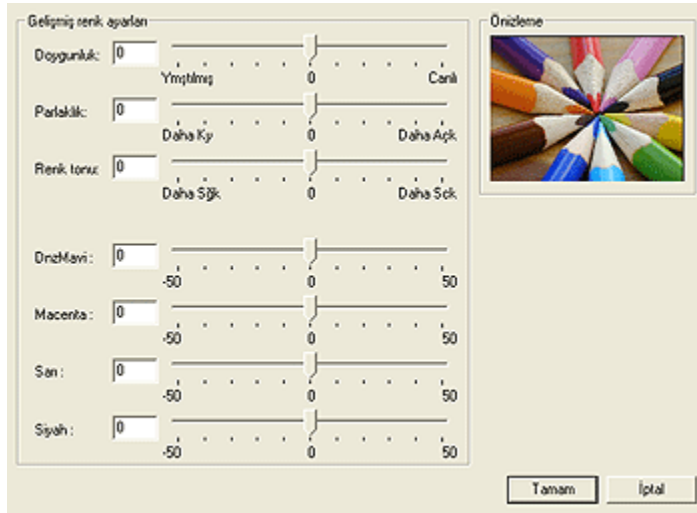 Gelişmiş renk ayarları
Önizleme
Doygunluk: 0
Ymştılmış 0 Canlı
Parlaklık: 0
Daha Ky 0 Daha Açk
Renk tonu: 0
Daha Sğk 0 Daha Sck
DnzMavi : 0
-50 0 50
Macenta : 0
-50 0 50
Sarı : 0
-50 0 50
Siyah : 0
-50 0 50
Tamam İptal